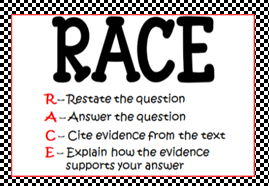 RACE
R – Restate the question
A – Answer the question
C – Cite evidence from the text
E – Explain how the evidence
supports your answer